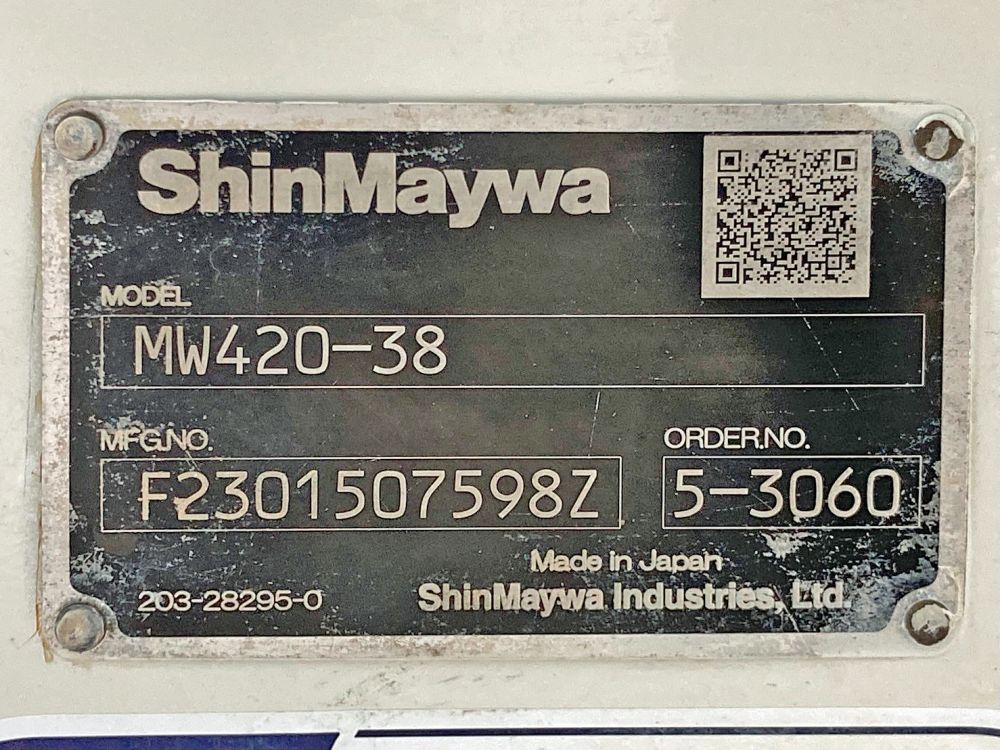 ShinMaywa
MODEL
MW420-38
MFG.NO.
ORDER.NO.
F2301507598Z
5-3060
Made in Japan
203-28295-0
ShinMaywa Industries, Ltd.